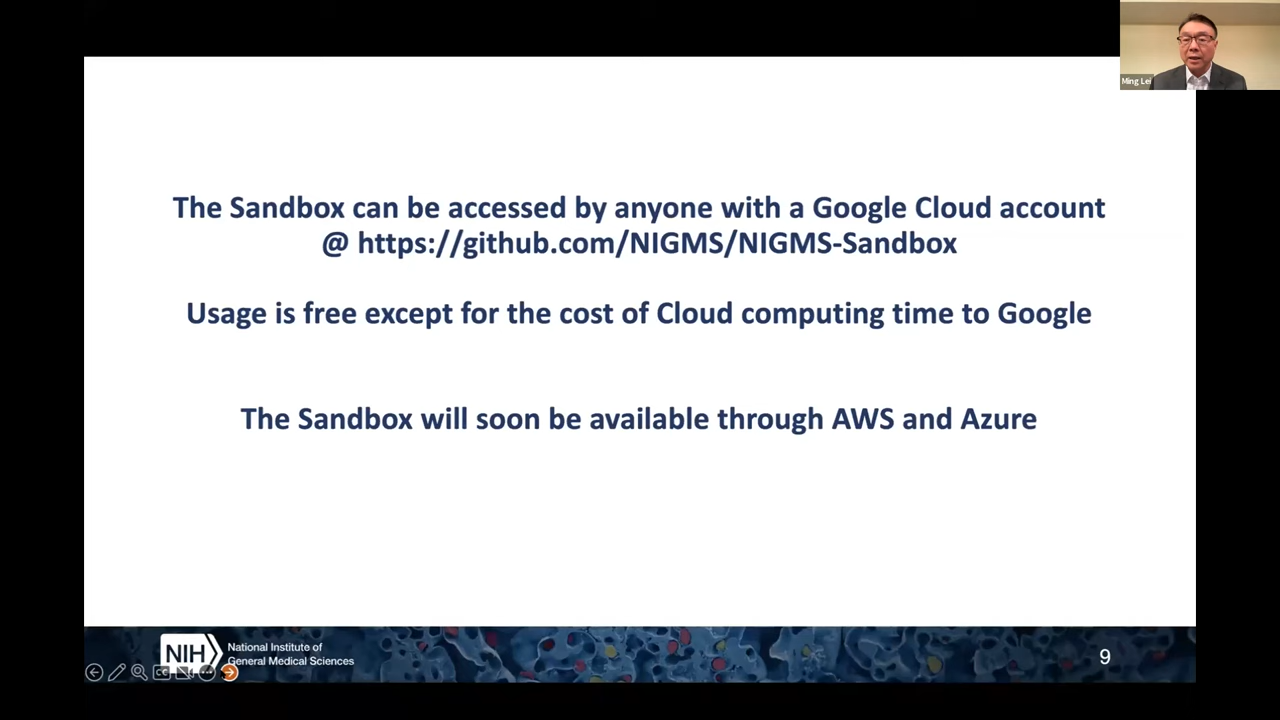 Ming Lei
The Sandbox can be accessed by anyone with a Google Cloud account
@ https://github.com/NIGMS/NIGMS-Sandbox
Usage is free except for the cost of Cloud computing time to Google
The Sandbox will soon be available through AWS and Azure
NIH
National Institute of
General Medical Sciences
CC
9